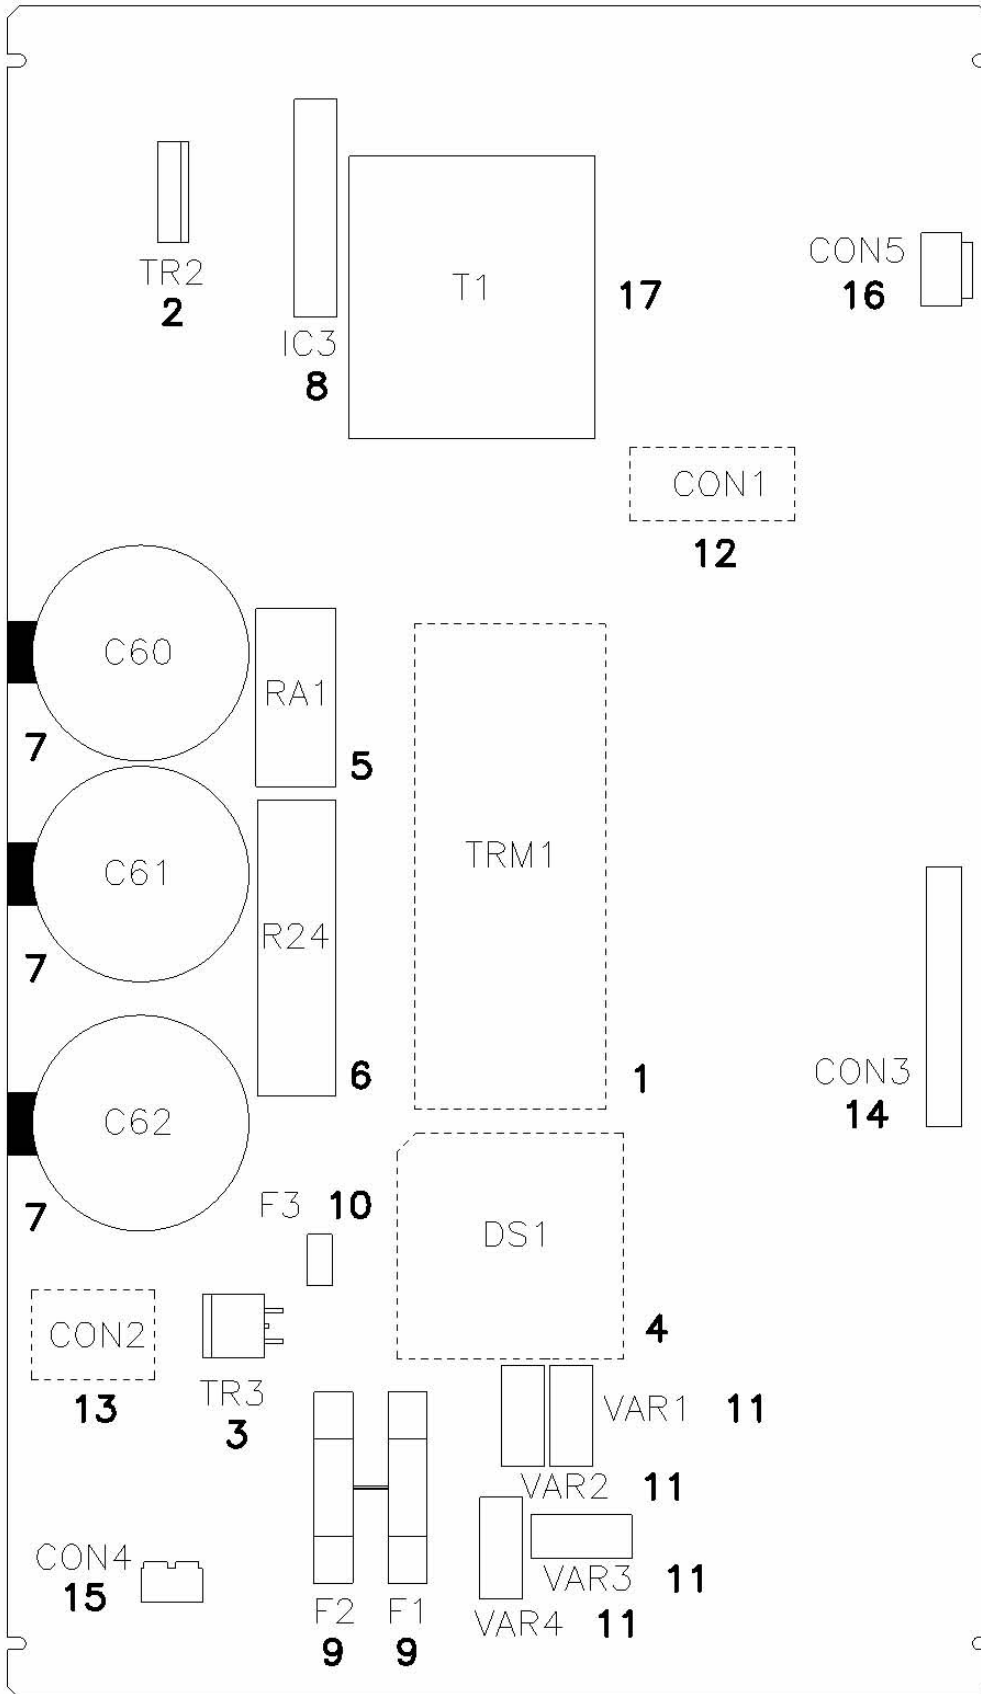 CON5
16
TR2
2
T1
17
IC3
8
CON1
12
C60
RA1
7
5
TRM1
C61
R24
7
6
1
CON3
14
C62
7
F3 10
DS1
4
CON2
13
TR3
3
VAR1 11
VAR2 11
CON4
15
VAR3 11
F2
9
F1
9
VAR4 11